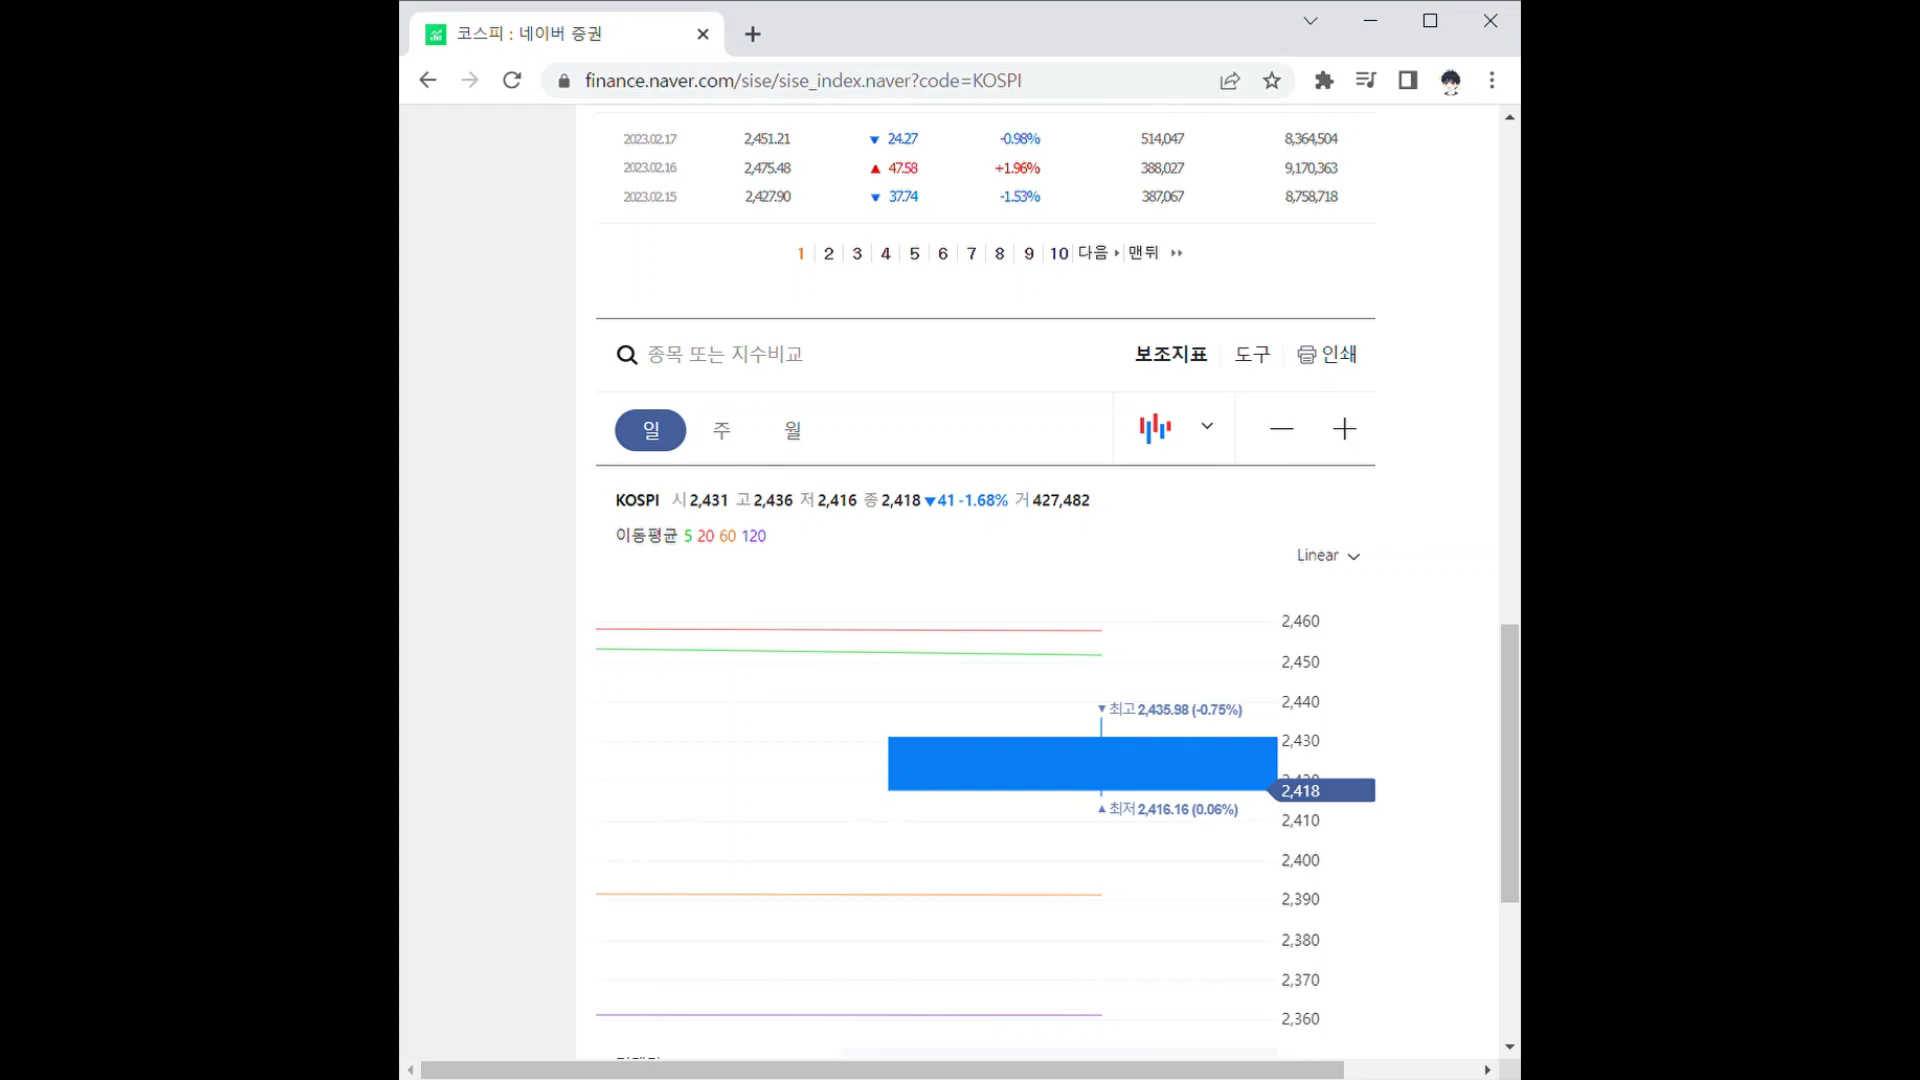 코스피 : 네이버 증권
finance.naver.com/sise/sise_index.naver?code=KOSPI
2023.02.17 2,451.21 ▼ 24.27 -0.98% 514,047 8,364,504
2023.02.16 2,475.48 ▲ 47.58 +1.96% 388,027 9,170,363
2023.02.15 2,427.90 ▼ 37.74 -1.53% 387,067 8,758,718
1 2 3 4 5 6 7 8 9 10 다음 맨뒤
종목 또는 지수비교 보조지표 도구 인쇄
일 주 월
KOSPI 시 2,431 고 2,436 저 2,416 종 2,418 ▼41 -1.68% 거 427,482
이동평균 5 20 60 120
Linear
2,460
2,450
2,440
▼ 최고 2,435.98 (-0.75%)
2,430
2,418
▲ 최저 2,416.16 (0.06%)
2,410
2,400
2,390
2,380
2,370
2,360